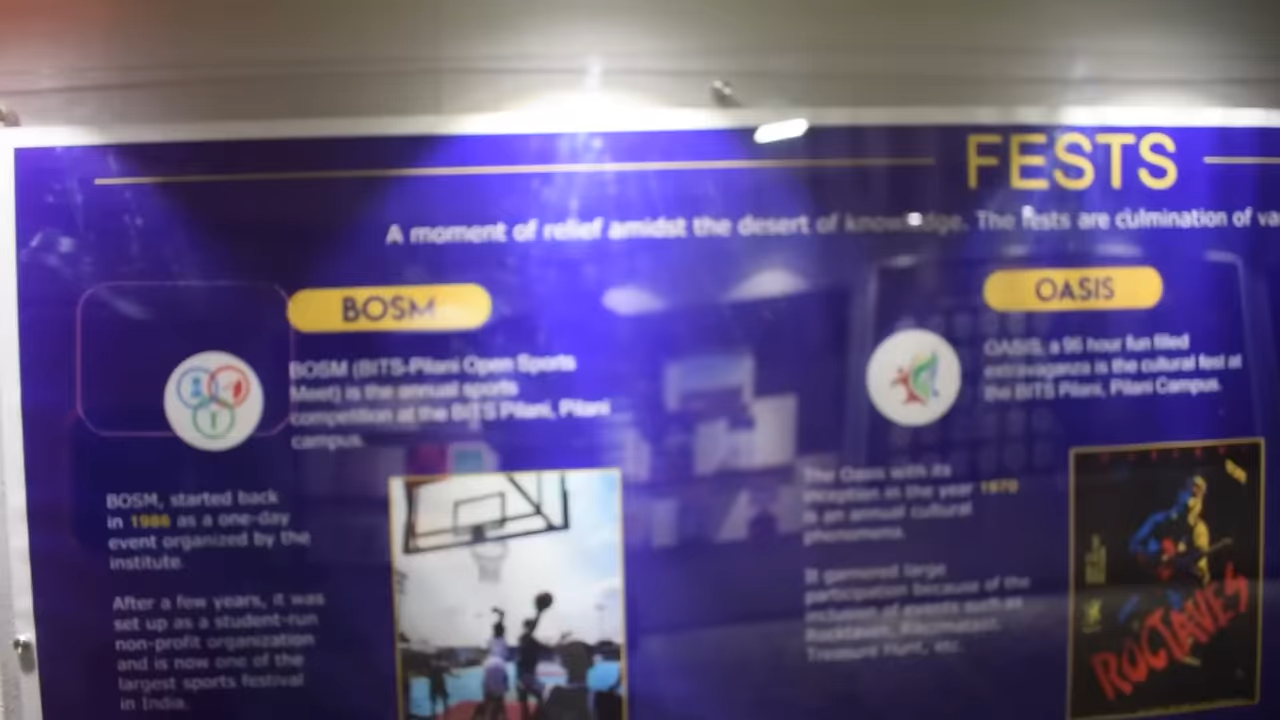 FESTS
A moment of relief amidst the desert of knowledge. The fests are culmination of va
BOSM
BOSM (BITS-Pilani Open Sports
Meet) is the annual sports
competition at the BITS Pilani, Pilani
campus.
BOSM, started back
in 1986 as a one-day
event organized by the
institute.
After a few years, it was
set up as a student-run
non-profit organization
and is now one of the
largest sports festival
in India.
OASIS
OASIS, a 96 hour fun filled
extravaganza is the cultural fest at
the BITS Pilani, Pilani Campus.
The Oasis with its
inception in the year 1970
is an annual cultural
phenomena.
It garnered large
participation because of the
inclusion of events such as
Rocktaves,
Treasure Hunt, etc.
ROCTAVES